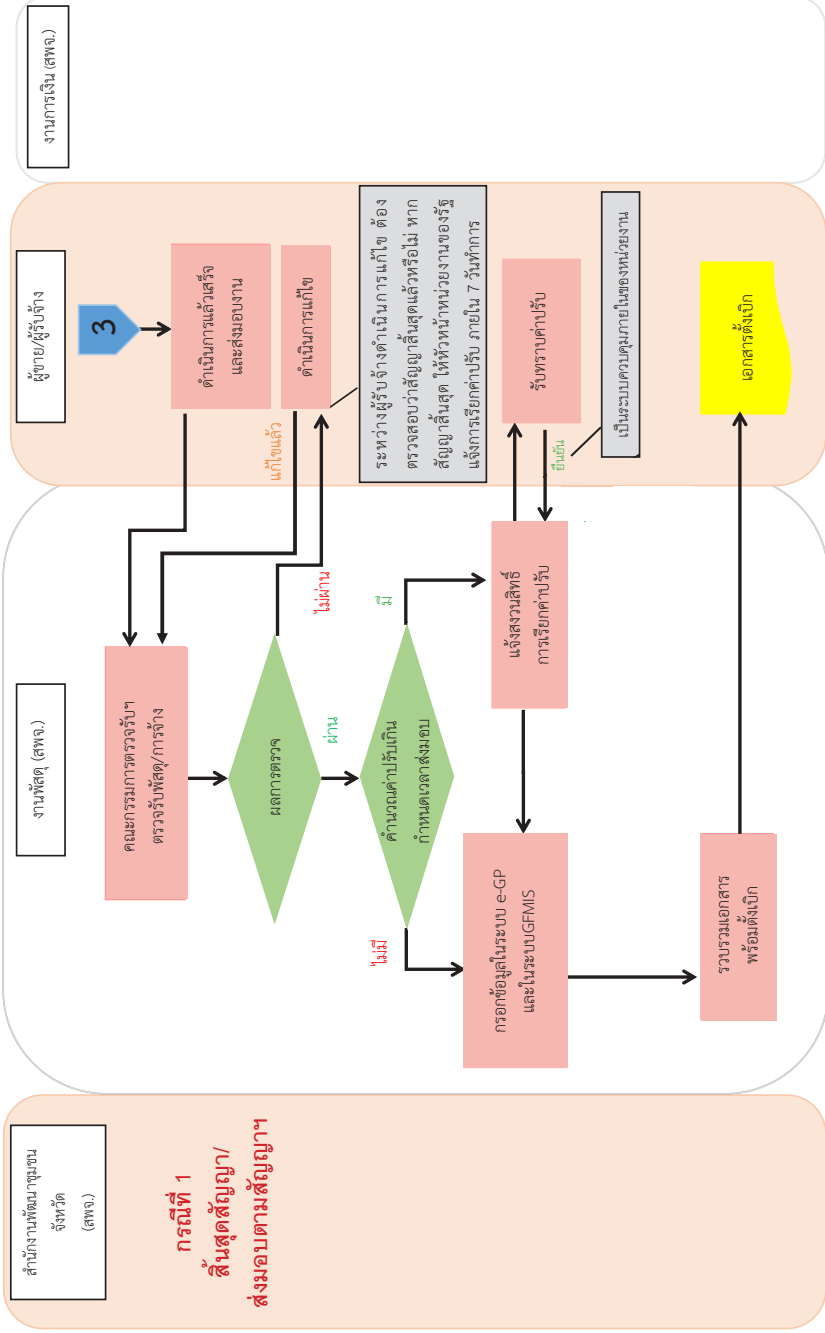 สำนักงานพัฒนาชุมชน
จังหวัด
(สพจ.)
งานพัสดุ (สพจ.)
ผู้ขาย/ผู้รับจ้าง
งานการเงิน (สพจ.)
กรณีที่ 1
สิ้นสุดสัญญา/
ส่งมอบตามสัญญาฯ
3
ดำเนินการแล้วเสร็จ
และส่งมอบงาน
คณะกรรมการตรวจรับฯ
ตรวจรับพัสดุ/การจ้าง
แก้ไขแล้ว
ดำเนินการแก้ไข
ผลการตรวจ
ไม่ผ่าน
ผ่าน
ระหว่างผู้รับจ้างดำเนินการแก้ไข ต้อง
ตรวจสอบว่าสัญญาสิ้นสุดแล้วหรือไม่ หาก
สัญญาสิ้นสุด ให้หัวหน้าหน่วยงานของรัฐ
แจ้งการเรียกค่าปรับ ภายใน 7 วันทำการ
คำนวณค่าปรับเกิน
กำหนดเวลาส่งมอบ
ไม่มี
มี
กรอกข้อมูลในระบบ e-GP
และในระบบGFMIS
แจ้งสงวนสิทธิ์
การเรียกค่าปรับ
รับทราบค่าปรับ
ยืนยัน
เป็นระบบควบคุมภายในของหน่วยงาน
รวบรวมเอกสาร
พร้อมตั้งเบิก
เอกสารตั้งเบิก